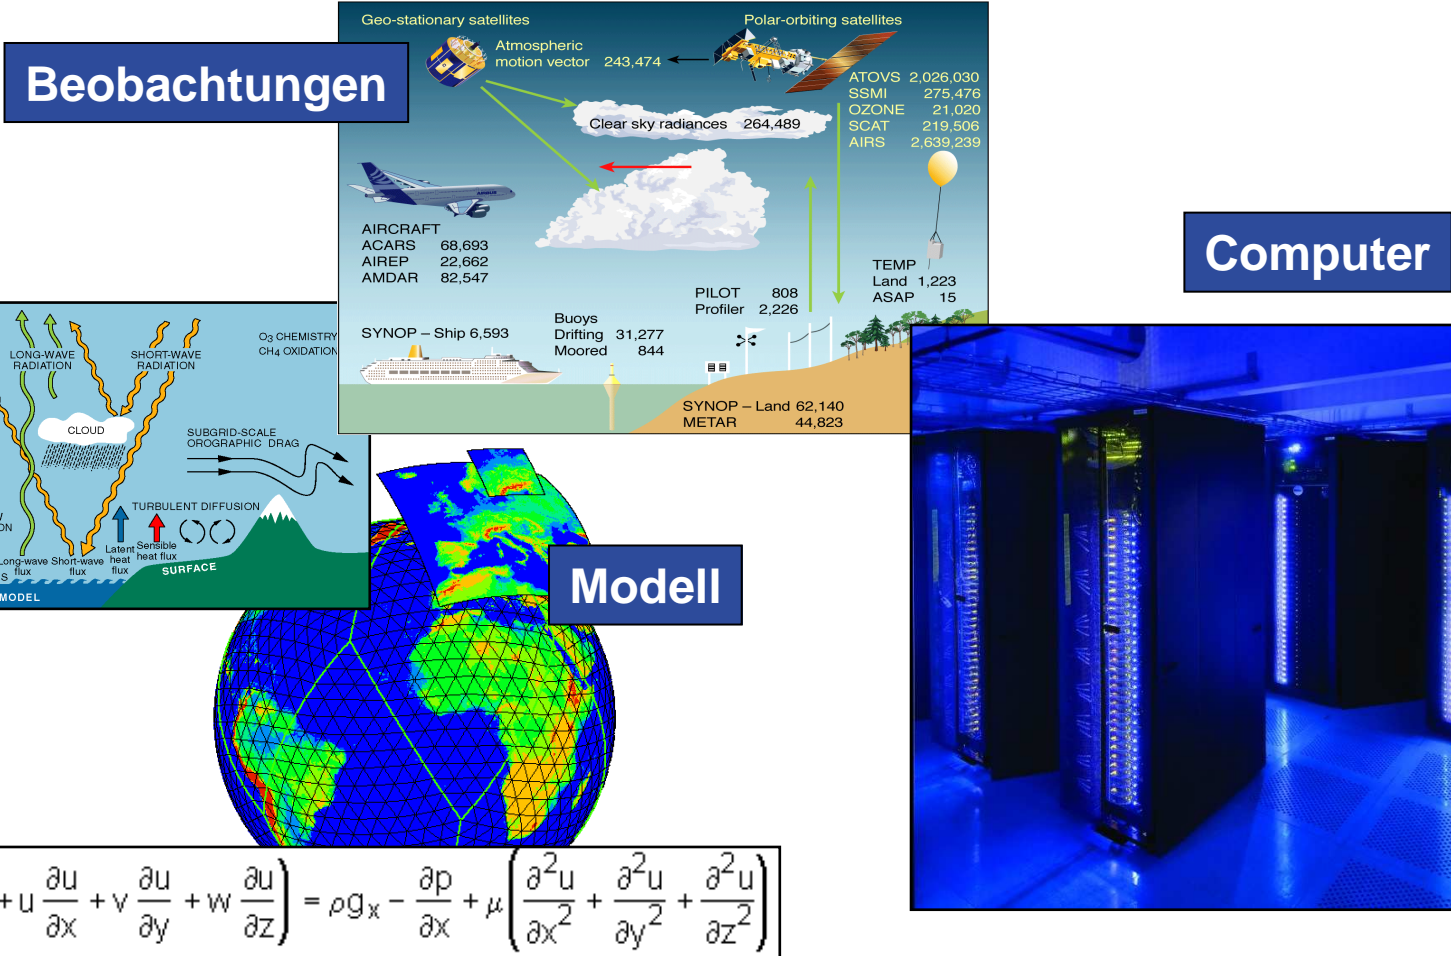 Beobachtungen
Geo-stationary satellites
Polar-orbiting satellites
Atmospheric
motion vector 243,474
ATOVS 2,026,030
SSMI 275,476
OZONE 21,020
SCAT 219,506
AIRS 2,639,239
Clear sky radiances 264,489
AIRCRAFT
ACARS 68,693
AIREP 22,662
AMDAR 82,547
TEMP
Land 1,223
ASAP 15
PILOT 808
Profiler 2,226
Buoys
Drifting 31,277
Moored 844
SYNOP – Ship 6,593
SYNOP – Land 62,140
METAR 44,823
Computer
O3 CHEMISTRY
CH4 OXIDATION
LONG-WAVE
RADIATION
SHORT-WAVE
RADIATION
CLOUD
SUBGRID-SCALE
OROGRAPHIC DRAG
TURBULENT DIFFUSION
Latent
heat
flux
Sensible
heat flux
Long-wave
flux
Short-wave
flux
SURFACE
MODEL
Modell
+ u ∂u/∂x + v ∂u/∂y + w ∂u/∂z) = ρgx − ∂p/∂x + μ(∂²u/∂x² + ∂²u/∂y² + ∂²u/∂z²)